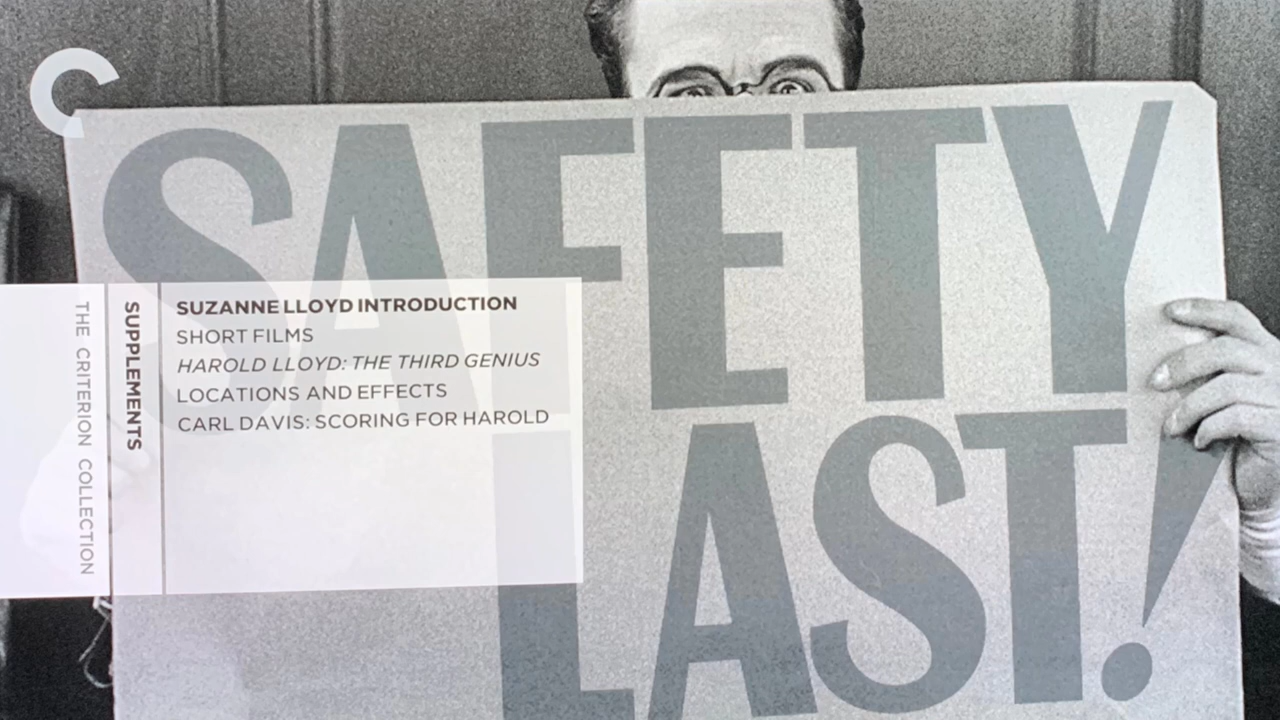 SAFETY
LAST!
THE CRITERION COLLECTION
SUPPLEMENTS
SUZANNE LLOYD INTRODUCTION
SHORT FILMS
HAROLD LLOYD: THE THIRD GENIUS
LOCATIONS AND EFFECTS
CARL DAVIS: SCORING FOR HAROLD